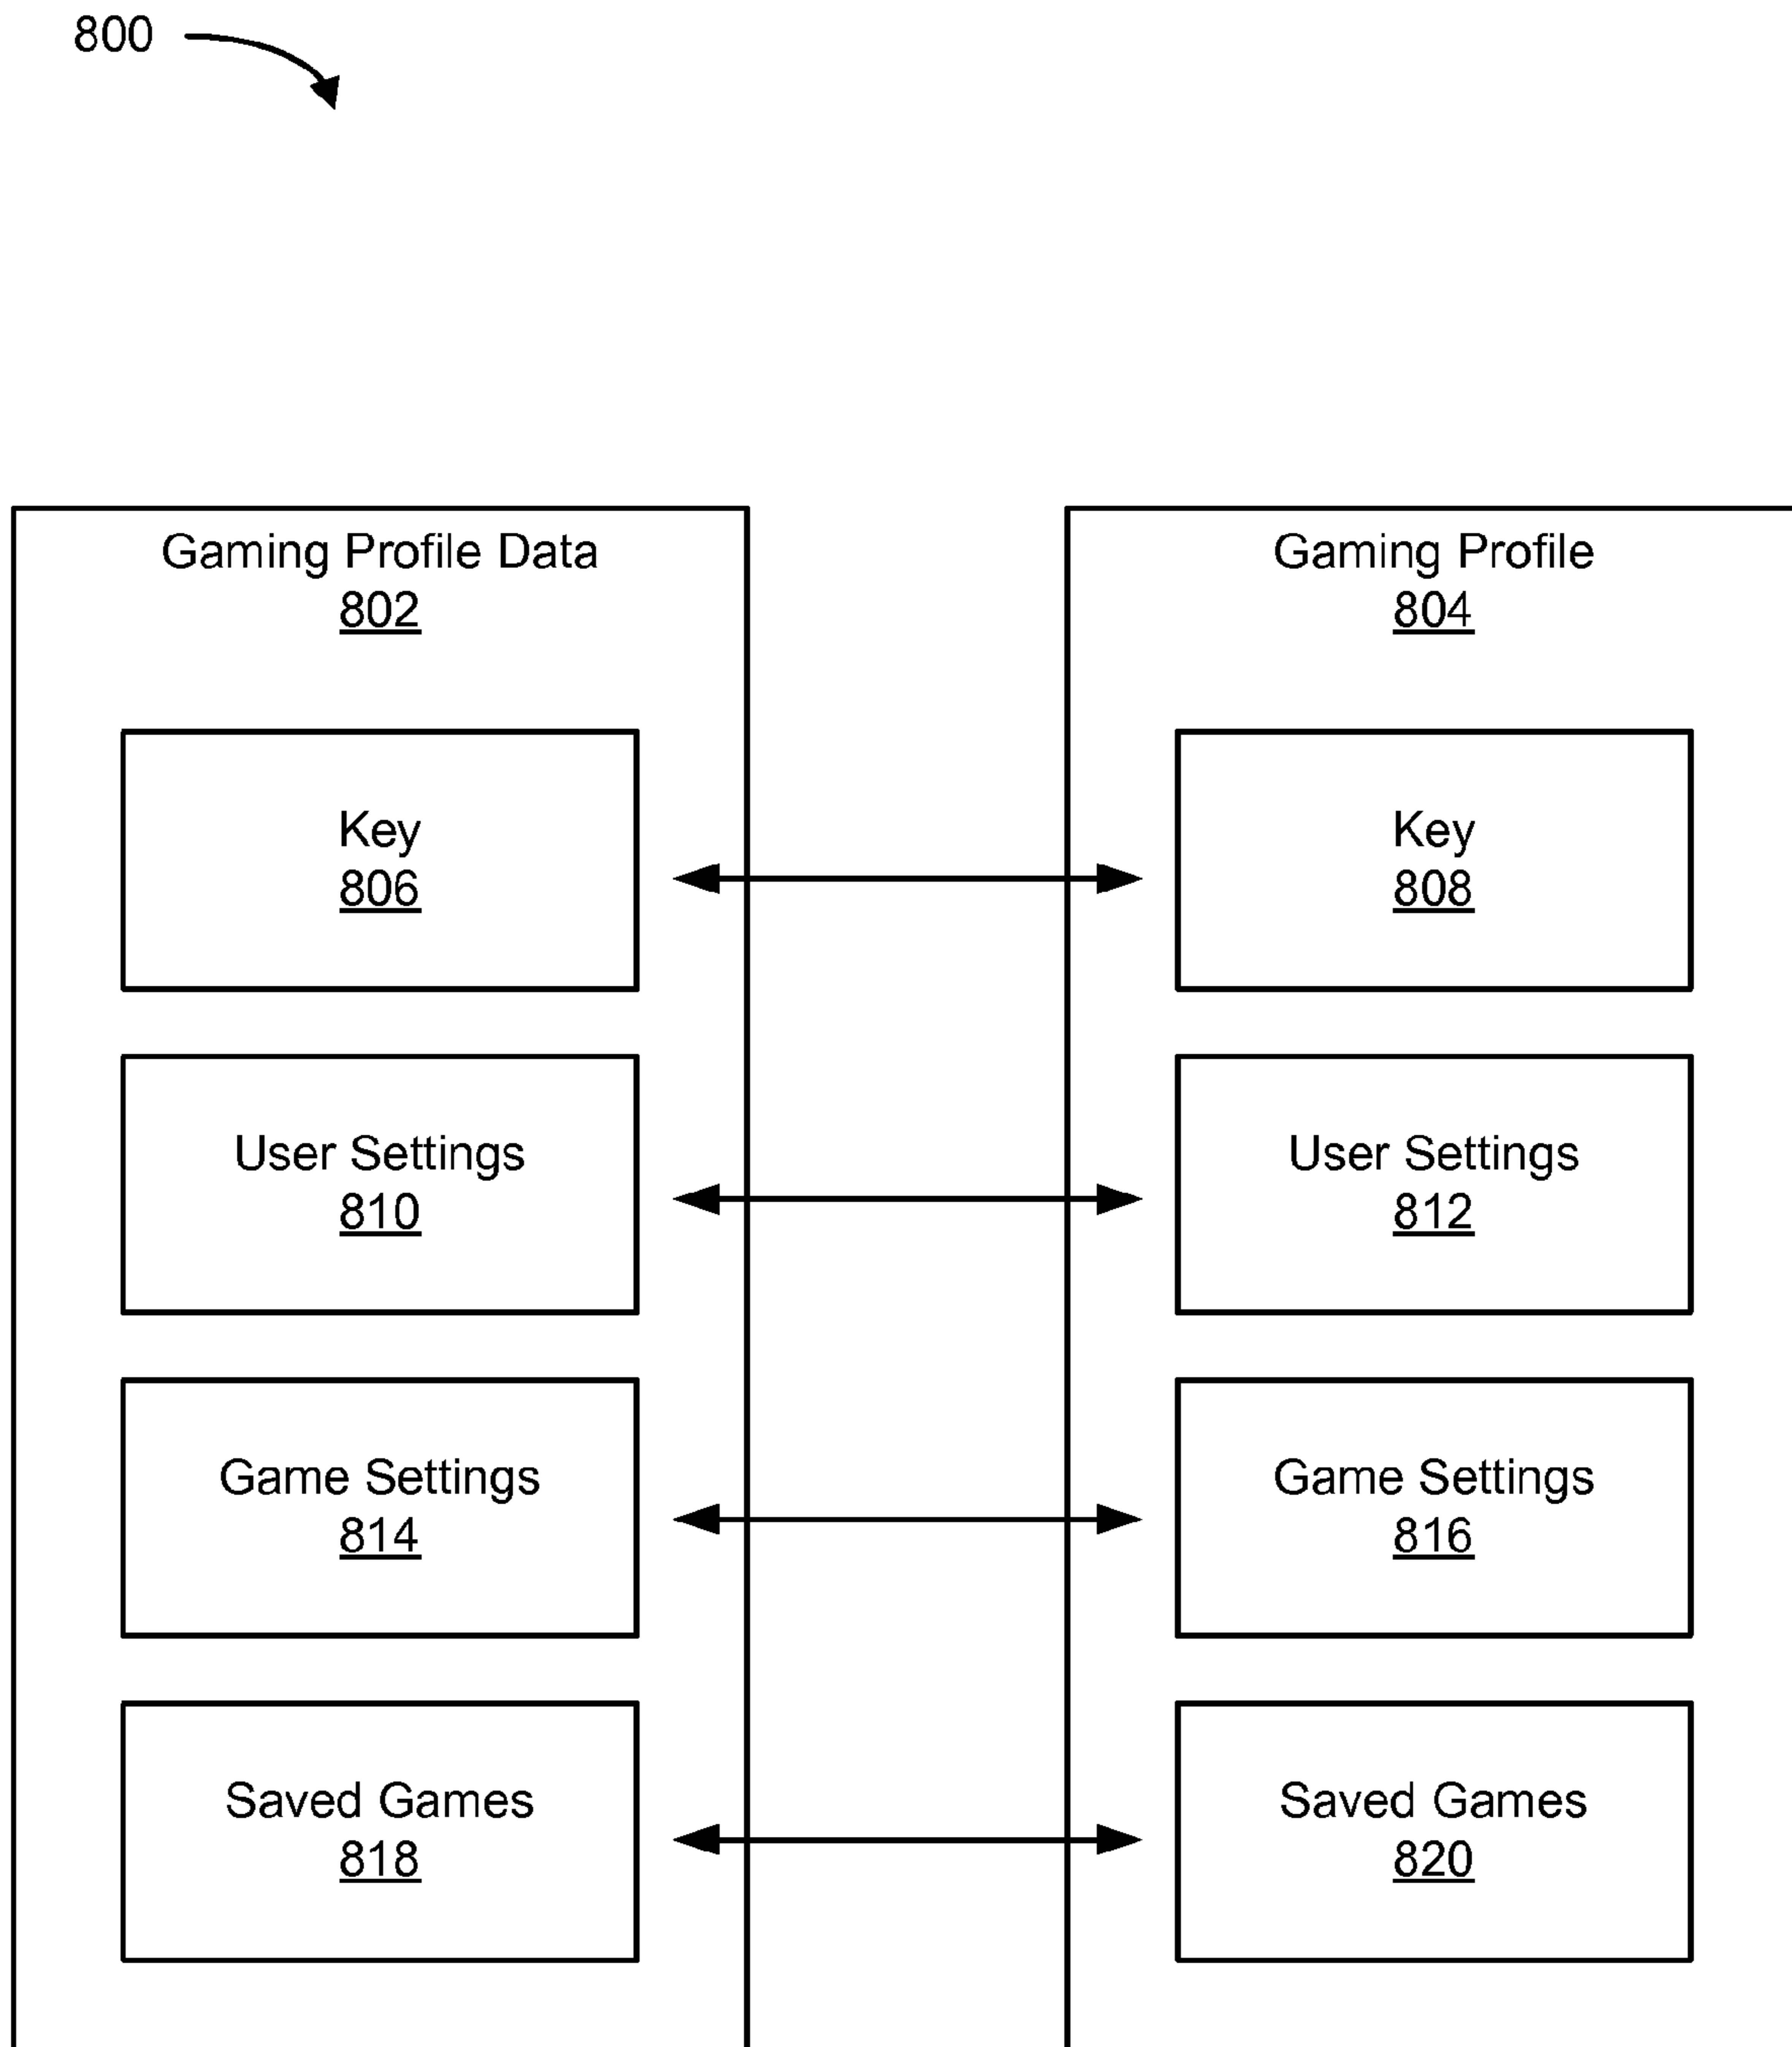 800
Gaming Profile Data
802
Key
806
User Settings
810
Game Settings
814
Saved Games
818
Gaming Profile
804
Key
808
User Settings
812
Game Settings
816
Saved Games
820